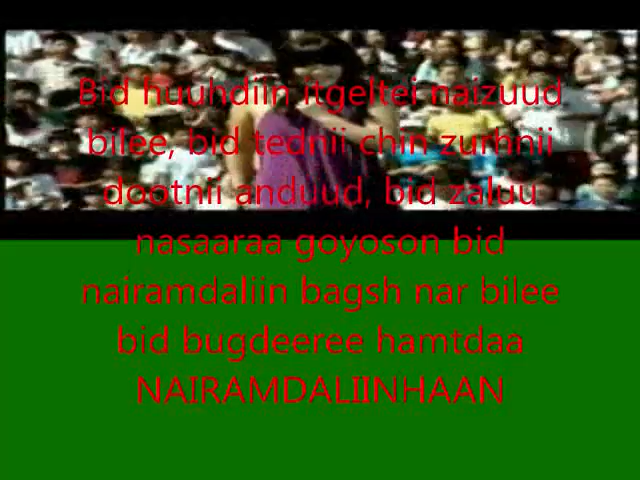 Bid huuhdiin itgeltei naizuud
bilee, bid tednii chin zurhnii
dootnii anduud, bid zaluu
nasaaraa goyoson bid
nairamdaliin bagsh nar bilee
bid bugdeeree hamtdaa
NAIRAMDALIINHAAN